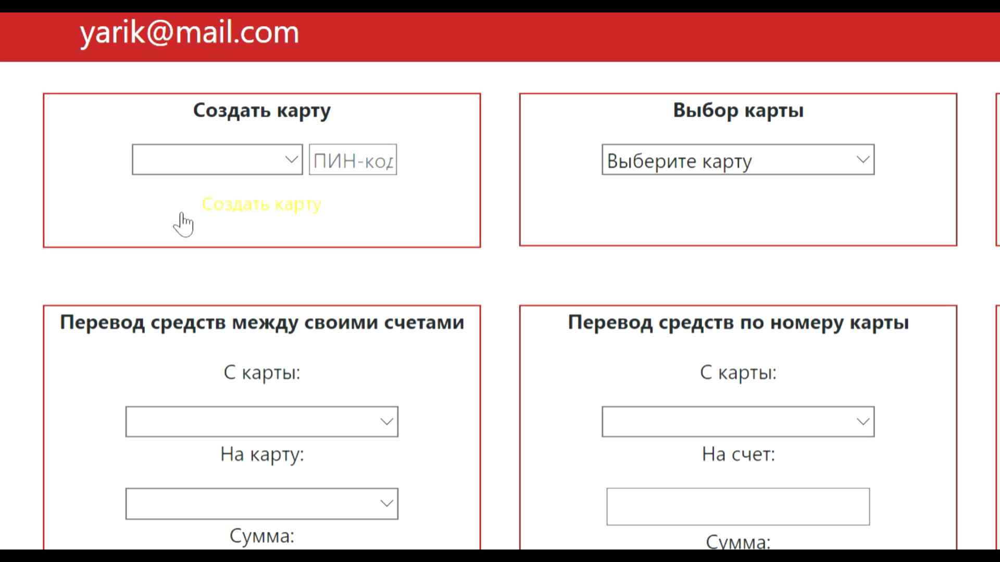 yarik@mail.com
Создать карту
ПИН-код
Создать карту
Выбор карты
Выберите карту
Перевод средств между своими счетами
С карты:
На карту:
Сумма:
Перевод средств по номеру карты
С карты:
На счет:
Сумма: